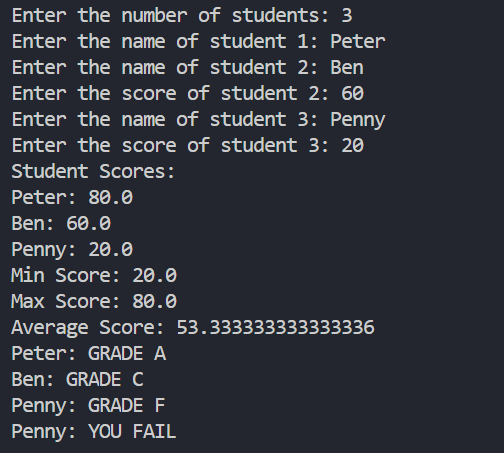 Enter the number of students: 3
Enter the name of student 1: Peter
Enter the name of student 2: Ben
Enter the score of student 2: 60
Enter the name of student 3: Penny
Enter the score of student 3: 20
Student Scores:
Peter: 80.0
Ben: 60.0
Penny: 20.0
Min Score: 20.0
Max Score: 80.0
Average Score: 53.333333333333336
Peter: GRADE A
Ben: GRADE C
Penny: GRADE F
Penny: YOU FAIL